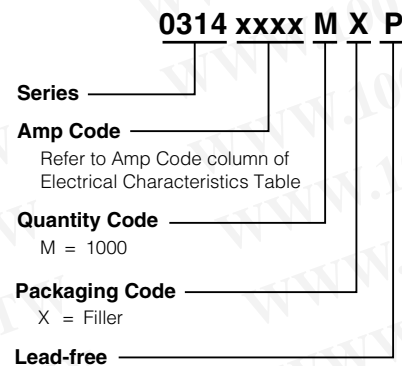 0314 xxxx M X P
Series
Amp Code
Refer to Amp Code column of
Electrical Characteristics Table
Quantity Code
M = 1000
Packaging Code
X = Filler
Lead-free